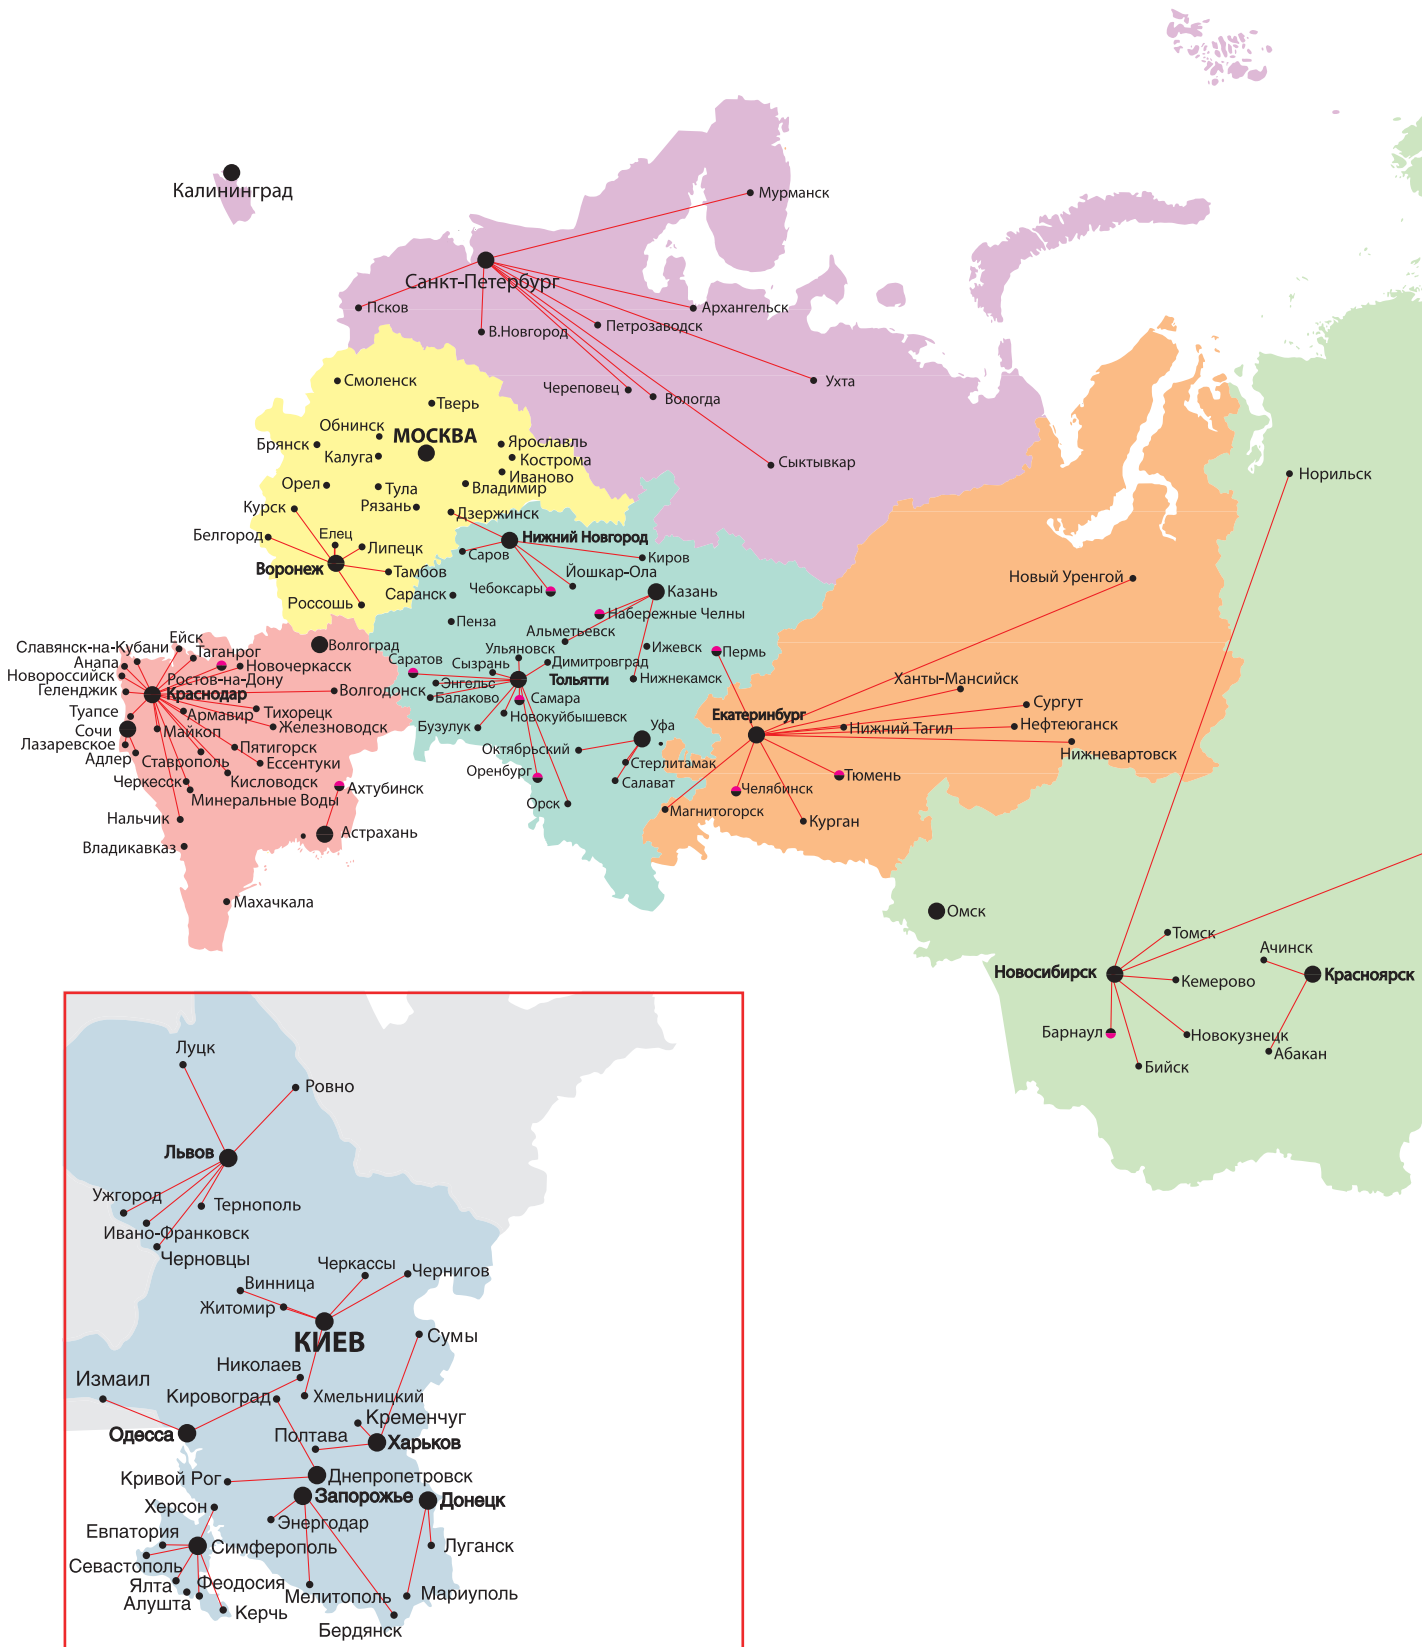 Калининград
Мурманск
Санкт-Петербург
Псков
Архангельск
В.Новгород
Петрозаводск
Ухта
Череповец
Вологда
Сыктывкар
Смоленск
Тверь
Обнинск
МОСКВА
Брянск
Калуга
Ярославль
Кострома
Иваново
Орел
Тула
Владимир
Курск
Рязань
Дзержинск
Белгород
Елец
Липецк
Нижний Новгород
Воронеж
Тамбов
Саров
Киров
Йошкар-Ола
Чебоксары
Саранск
Россошь
Казань
Набережные Челны
Пенза
Альметьевск
Волгоград
Ульяновск
Ижевск
Пермь
Саратов
Сызрань
Димитровград
Энгельс
Тольятти
Нижнекамск
Балаково
Самара
Новокуйбышевск
Бузулук
Уфа
Октябрьский
Стерлитамак
Оренбург
Салават
Орск
Ейск
Славянск-на-Кубани
Таганрог
Анапа
Новочеркасск
Новороссийск
Ростов-на-Дону
Геленджик
Краснодар
Волгодонск
Туапсе
Армавир
Тихорецк
Сочи
Майкоп
Железноводск
Лазаревское
Пятигорск
Адлер
Ставрополь
Ессентуки
Черкесск
Кисловодск
Ахтубинск
Минеральные Воды
Нальчик
Астрахань
Владикавказ
Махачкала
Норильск
Новый Уренгой
Ханты-Мансийск
Сургут
Екатеринбург
Нижний Тагил
Нефтеюганск
Нижневартовск
Тюмень
Челябинск
Магнитогорск
Курган
Омск
Томск
Ачинск
Новосибирск
Красноярск
Кемерово
Барнаул
Новокузнецк
Абакан
Бийск
Луцк
Ровно
Львов
Ужгород
Тернополь
Ивано-Франковск
Черновцы
Черкассы
Чернигов
Винница
Житомир
КИЕВ
Сумы
Николаев
Измаил
Кировоград
Хмельницкий
Кременчуг
Одесса
Полтава
Харьков
Кривой Рог
Днепропетровск
Запорожье
Донецк
Херсон
Энергодар
Евпатория
Симферополь
Луганск
Севастополь
Ялта
Феодосия
Мелитополь
Мариуполь
Алушта
Керчь
Бердянск